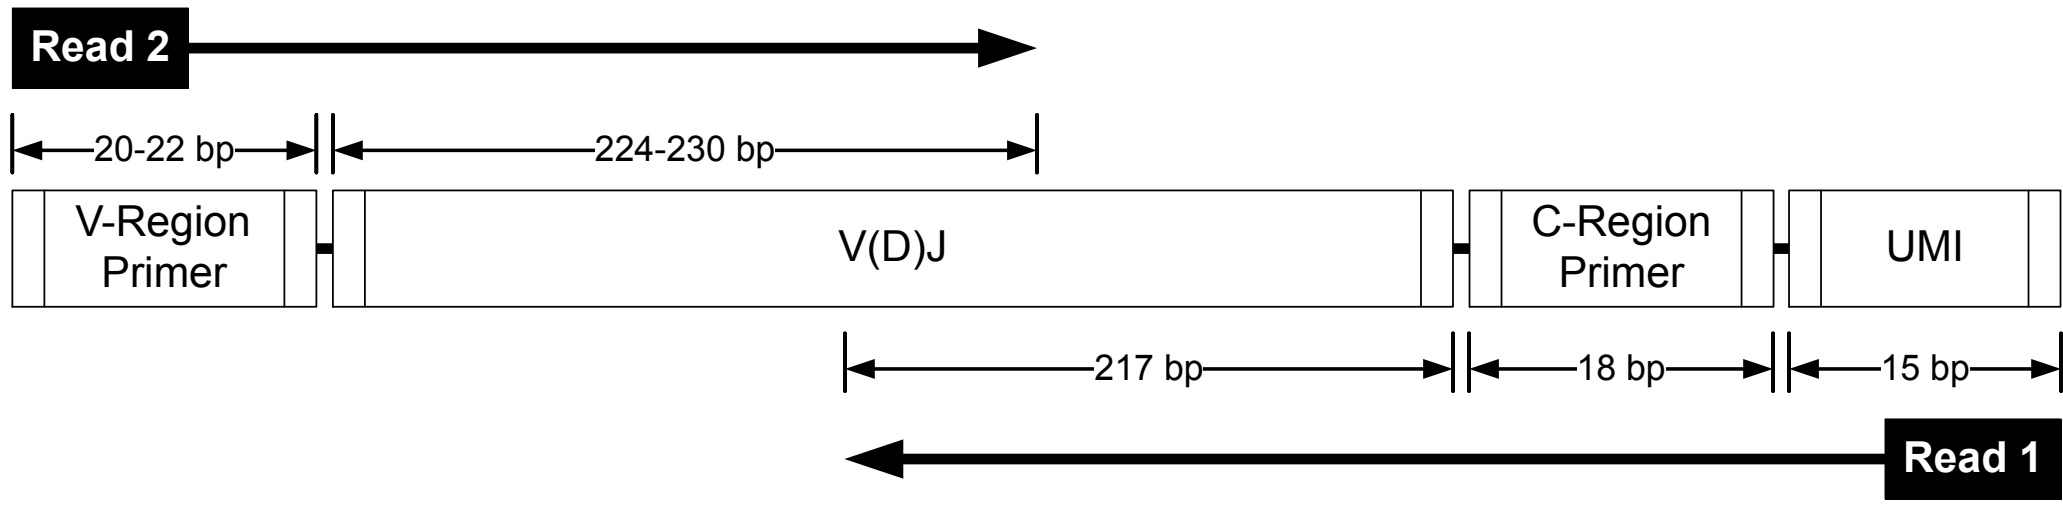 Read 2
20-22 bp
224-230 bp
V-Region
Primer
V(D)J
C-Region
Primer
UMI
217 bp
18 bp
15 bp
Read 1